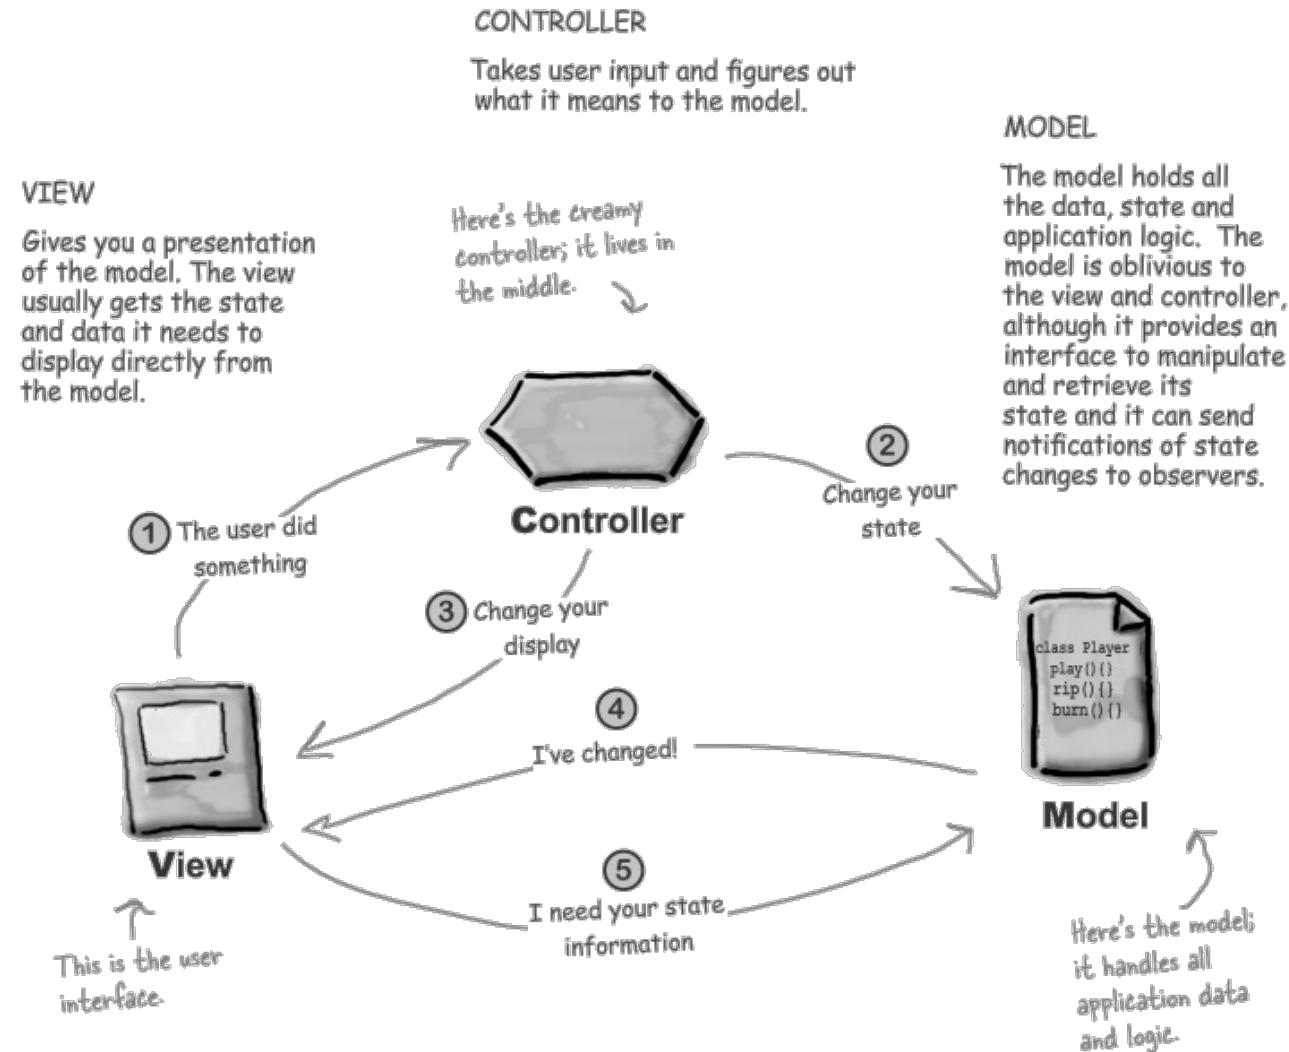 CONTROLLER
Takes user input and figures out
what it means to the model.
MODEL
The model holds all
the data, state and
application logic. The
model is oblivious to
the view and controller,
although it provides an
interface to manipulate
and retrieve its
state and it can send
notifications of state
changes to observers.
VIEW
Gives you a presentation
of the model. The view
usually gets the state
and data it needs to
display directly from
the model.
Here's the creamy
controller; it lives in
the middle.
Controller
1 The user did
something
2
Change your
state
3 Change your
display
4
I've changed!
5
I need your state
information
class Player {
play(){}
rip(){}
burn(){}
View
Model
This is the user
interface.
Here's the model;
it handles all
application data
and logic.